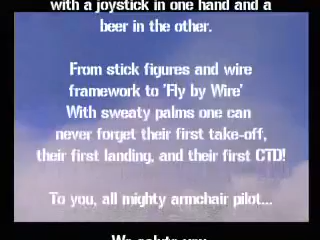 with a joystick in one hand and a
beer in the other.
From stick figures and wire
framework to 'Fly by Wire'
With sweaty palms one can
never forget their first take-off,
their first landing, and their first CTD!
To you, all mighty armchair pilot...
We salute you